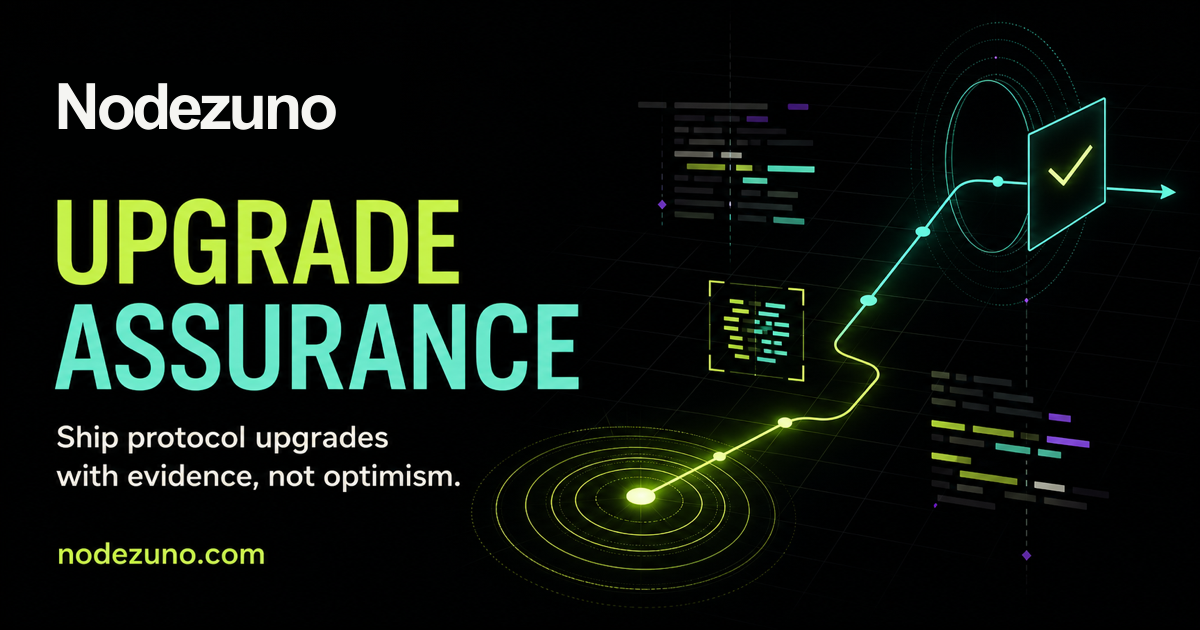 Nodezuno
UPGRADE
ASSURANCE
Ship protocol upgrades
with evidence, not optimism.
nodezuno.com